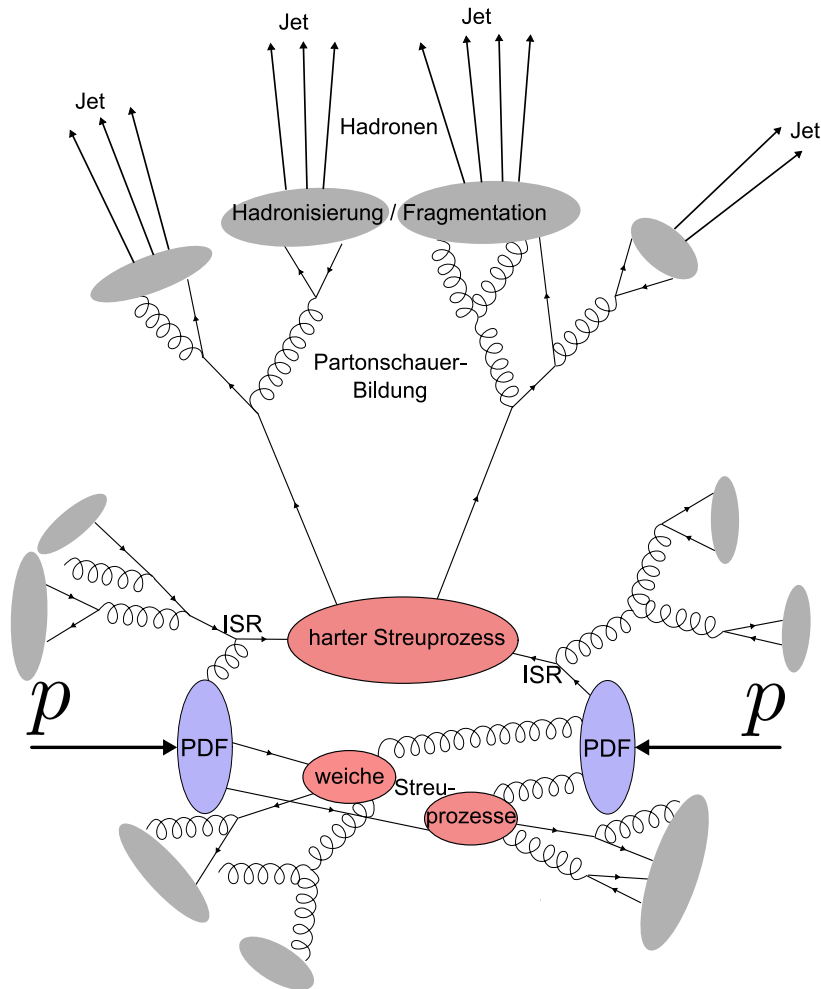 Jet
Jet
Jet
Jet
Hadronen
Hadronisierung / Fragmentation
Partonschauer-
Bildung
ISR
harter Streuprozess
ISR
p
p
PDF
PDF
weiche
Streu-
prozesse